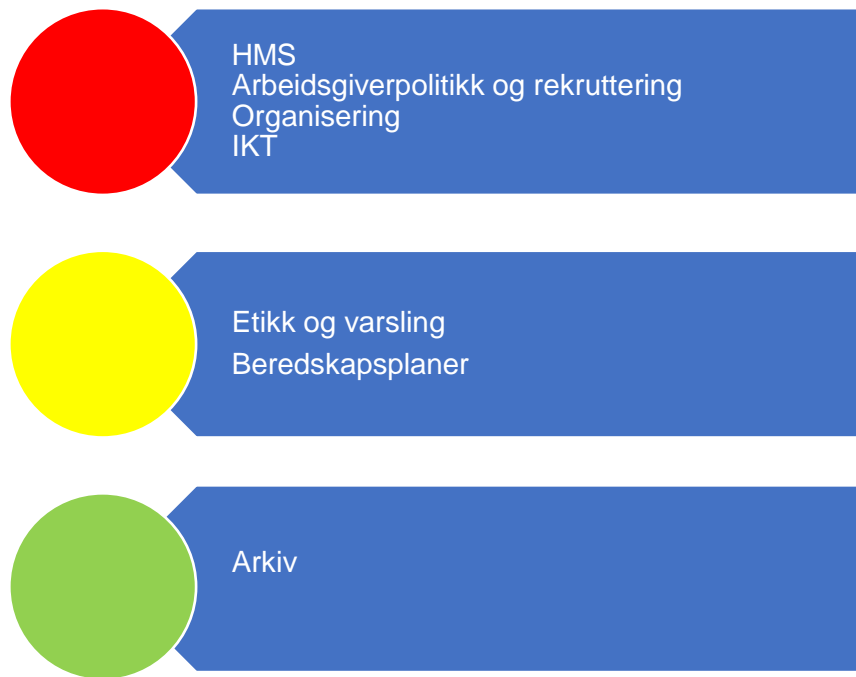 HMS
Arbeidsgiverpolitikk og rekruttering
Organisering
IKT
Etikk og varsling
Beredskapsplaner
Arkiv